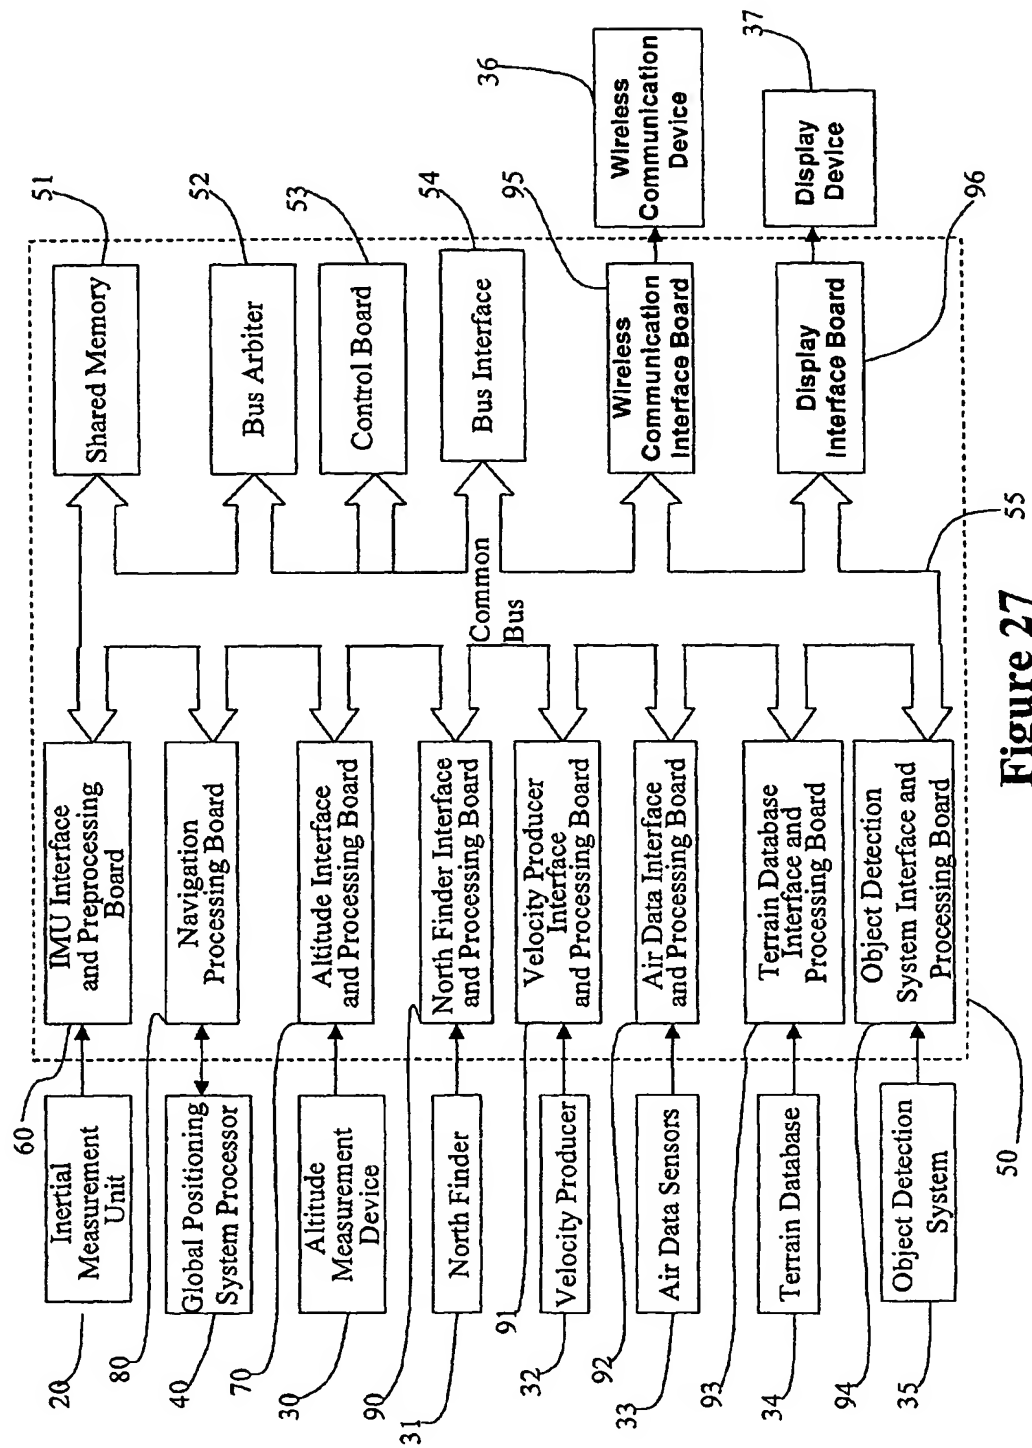 20
Inertial
Measurement
Unit
60
IMU Interface
and Preprocessing
Board
Shared Memory
51
80
40
Global Positioning
System Processor
Navigation
Processing Board
Bus Arbiter
52
70
30
Altitude
Measurement
Device
Altitude Interface
and Processing Board
Control Board
53
90
31
North Finder
North Finder Interface
and Processing Board
Common
Bus
Bus Interface
54
91
32
Velocity Producer
Velocity Producer
Interface
and Processing Board
Wireless
Communication
Interface Board
95
Wireless
Communication
Device
36
92
33
Air Data Sensors
Air Data Interface
and Processing Board
93
34
Terrain Database
Terrain Database
Interface and
Processing Board
Display
Interface Board
96
Display
Device
37
94
35
Object Detection
System
Object Detection
System Interface and
Processing Board
50
55
Figure 27